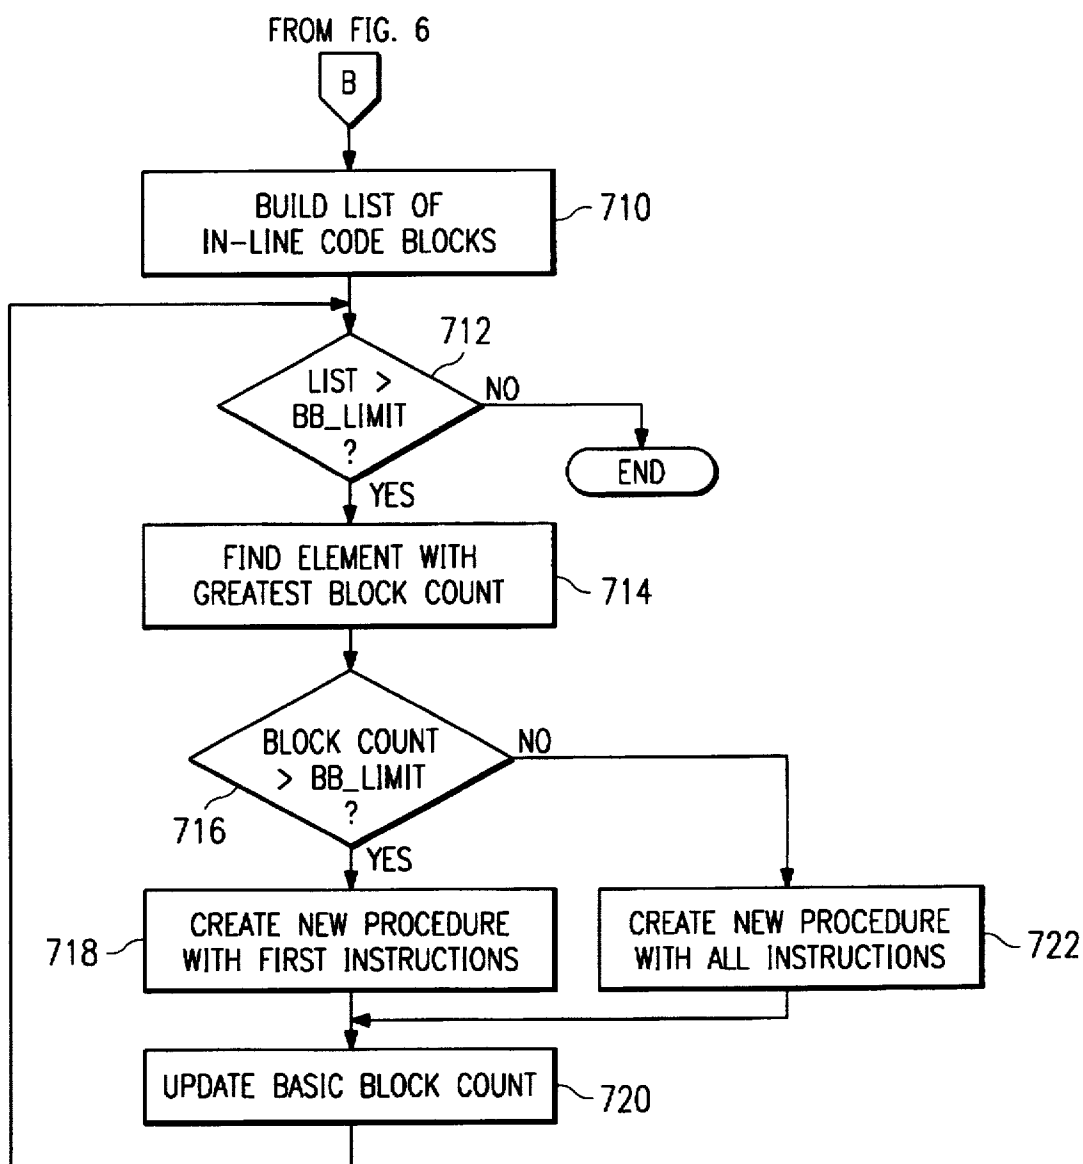 FROM FIG. 6
B
BUILD LIST OF
IN-LINE CODE BLOCKS
710
712
LIST >
BB_LIMIT
?
NO
END
YES
FIND ELEMENT WITH
GREATEST BLOCK COUNT
714
BLOCK COUNT
> BB_LIMIT
?
NO
716
YES
CREATE NEW PROCEDURE
WITH FIRST INSTRUCTIONS
718
CREATE NEW PROCEDURE
WITH ALL INSTRUCTIONS
722
UPDATE BASIC BLOCK COUNT
720